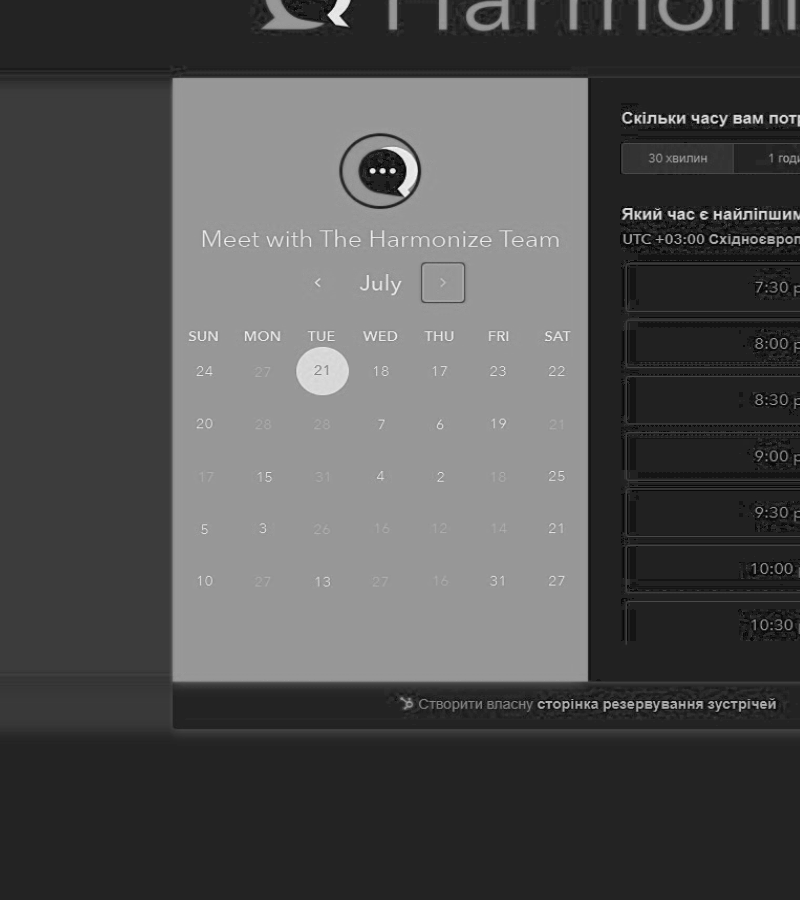 Harmoni
Meet with The Harmonize Team
July
SUN MON TUE WED THU FRI SAT
24 27 21 18 17 23 22
20 28 28 7 6 19 21
17 15 31 4 2 18 25
5 3 26 16 12 14 21
10 27 13 27 16 31 27
Скільки часу вам потр
30 хвилин 1 годи
Який час є найліпшим
UTC +03:00 Східноєвроп
7:30 р
8:00 р
8:30 р
9:00 р
9:30 р
10:00 р
10:30 р
Створити власну сторінка резервування зустрічей